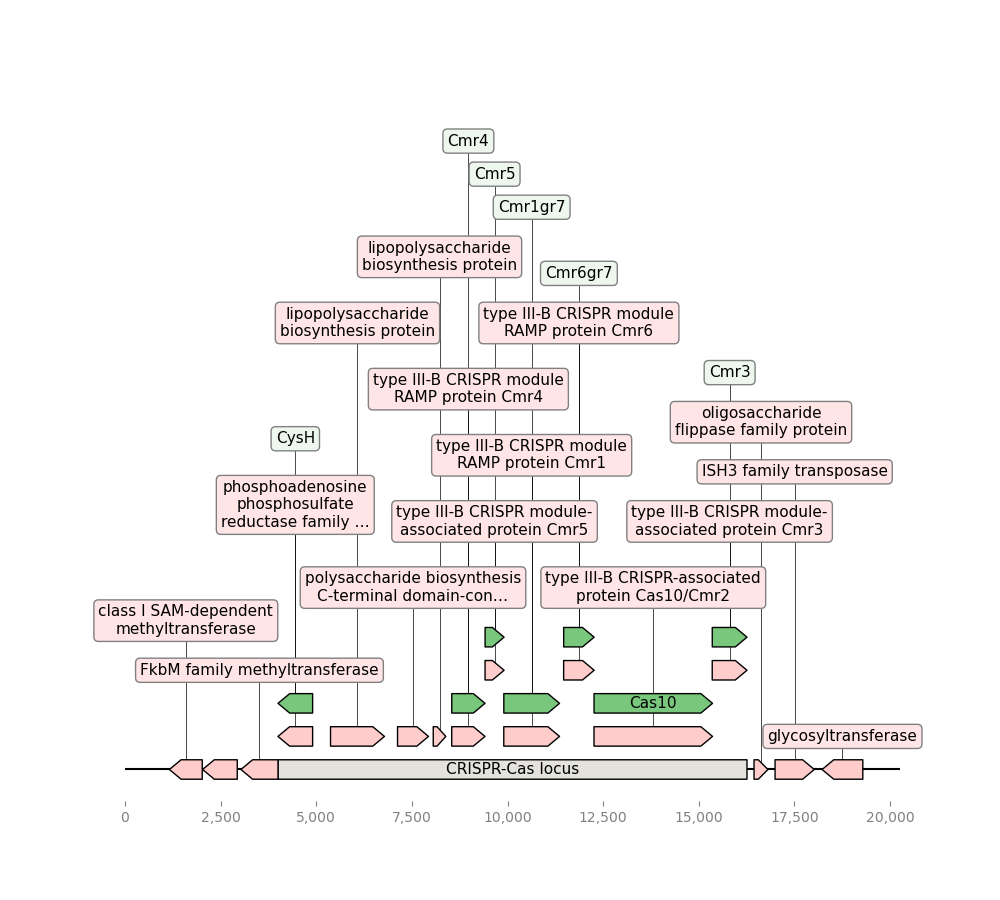 Cmr4
Cmr5
Cmr1gr7
lipopolysaccharide
biosynthesis protein
Cmr6gr7
lipopolysaccharide
biosynthesis protein
type III-B CRISPR module
RAMP protein Cmr6
Cmr3
type III-B CRISPR module
RAMP protein Cmr4
oligosaccharide
flippase family protein
CysH
type III-B CRISPR module
RAMP protein Cmr1
ISH3 family transposase
phosphoadenosine
phosphosulfate
reductase family ...
type III-B CRISPR module-
associated protein Cmr5
type III-B CRISPR module-
associated protein Cmr3
polysaccharide biosynthesis
C-terminal domain-con...
type III-B CRISPR-associated
protein Cas10/Cmr2
class I SAM-dependent
methyltransferase
FkbM family methyltransferase
Cas10
glycosyltransferase
CRISPR-Cas locus
0 2,500 5,000 7,500 10,000 12,500 15,000 17,500 20,000